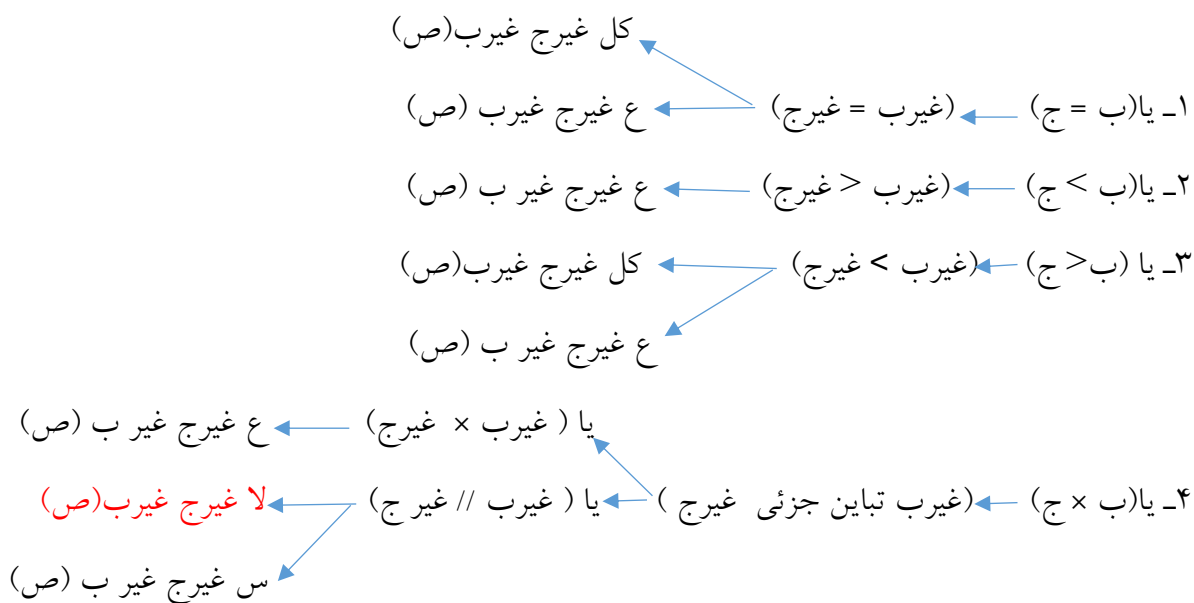 کل غیرج غیرب(ص)
۱ـ یا(ب = ج) (غیرب = غیرج) ع غیرج غیرب (ص)
۲ـ یا(ب > ج) (غیرب < غیرج) ع غیرج غیر ب (ص)
۳ـ یا (ب< ج) (غیرب > غیرج) کل غیرج غیرب(ص)
ع غیرج غیر ب (ص)
یا ( غیرب × غیرج) ع غیرج غیر ب (ص)
۴ـ یا(ب × ج) (غیرب تباین جزئی غیرج ) یا ( غیرب // غیر ج) لا غیرج غیرب(ص)
س غیرج غیر ب (ص)